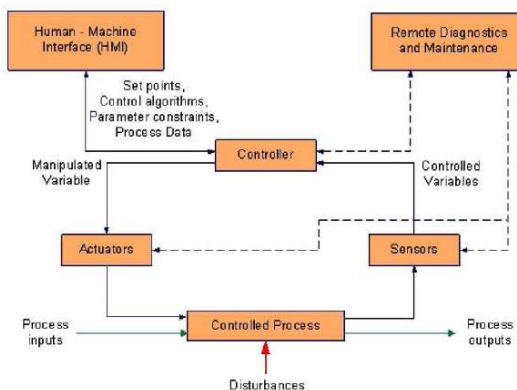 Human - Machine
Interface (HMI)
Remote Diagnostics
and Maintenance
Set points,
Control algorithms,
Parameter constraints,
Process Data
Controller
Manipulated
Variable
Controlled
Variables
Actuators
Sensors
Process
inputs
Controlled Process
Process
outputs
Disturbances